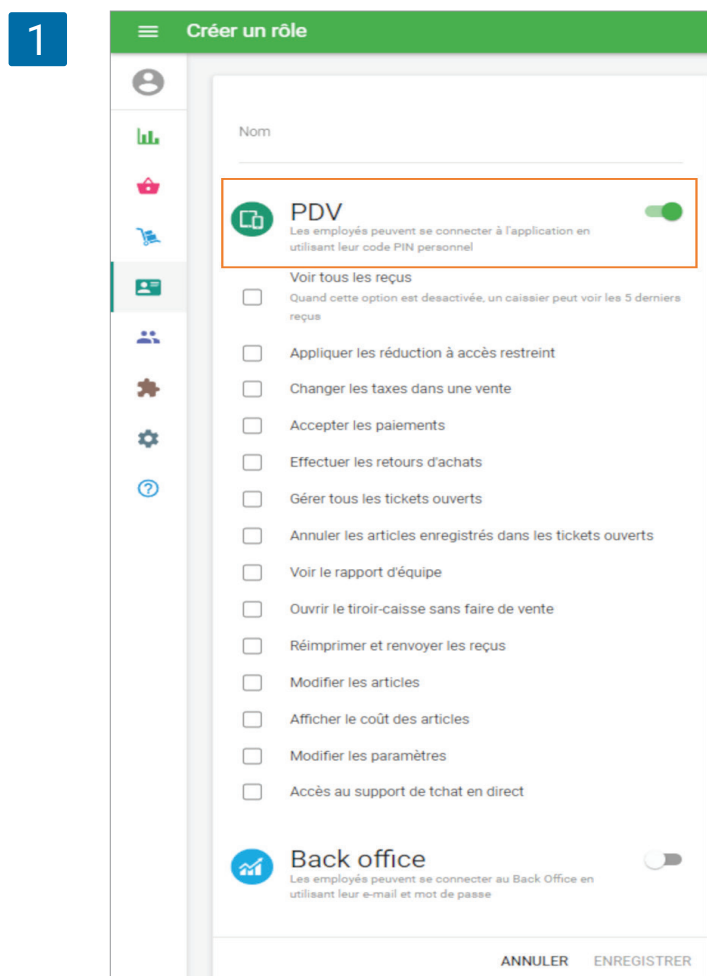 1
Créer un rôle
Nom
PDV
Les employés peuvent se connecter à l'application en
utilisant leur code PIN personnel
Voir tous les reçus
Quand cette option est desactivée, un caissier peut voir les 5 derniers
reçus
Appliquer les réduction à accès restreint
Changer les taxes dans une vente
Accepter les paiements
Effectuer les retours d'achats
Gérer tous les tickets ouverts
Annuler les articles enregistrés dans les tickets ouverts
Voir le rapport d'équipe
Ouvrir le tiroir-caisse sans faire de vente
Réimprimer et renvoyer les reçus
Modifier les articles
Afficher le coût des articles
Modifier les paramètres
Accès au support de tchat en direct
Back office
Les employés peuvent se connecter au Back Office en
utilisant leur e-mail et mot de passe
ANNULER ENREGISTRER